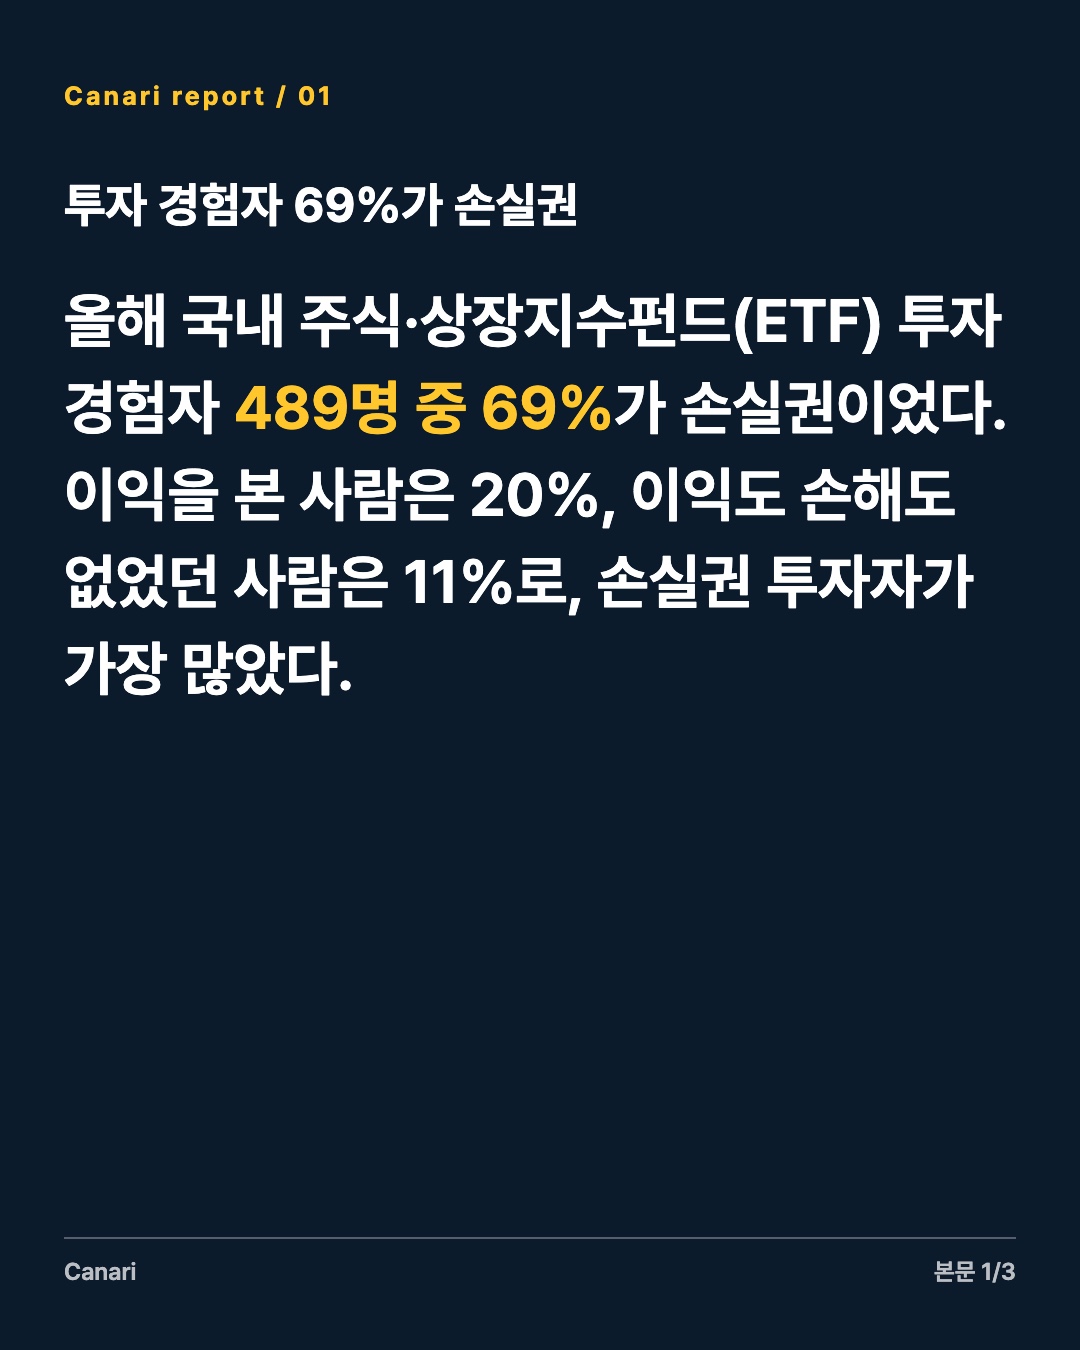 Canari report / 01
투자 경험자 69%가 손실권
올해 국내 주식·상장지수펀드(ETF) 투자
경험자 489명 중 69%가 손실권이었다.
이익을 본 사람은 20%, 이익도 손해도
없었던 사람은 11%로, 손실권 투자자가
가장 많았다.
Canari
본문 1/3